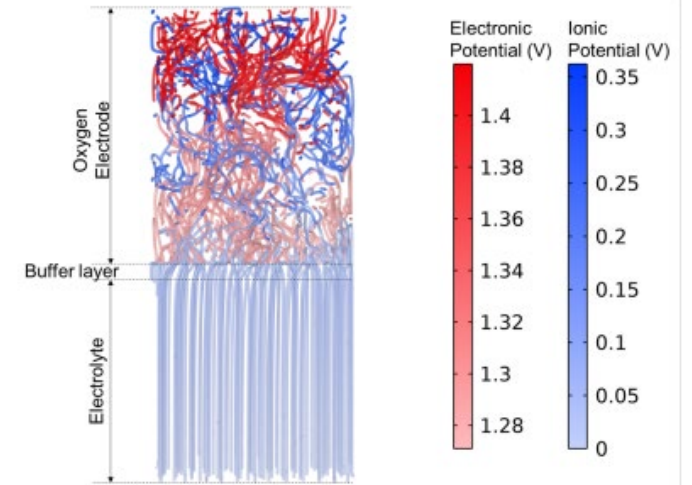 Oxygen
Electrode
Buffer layer
Electrolyte
Electronic
Potential (V)
1.4
1.38
1.36
1.34
1.32
1.3
1.28
Ionic
Potential (V)
0.35
0.3
0.25
0.2
0.15
0.1
0.05
0